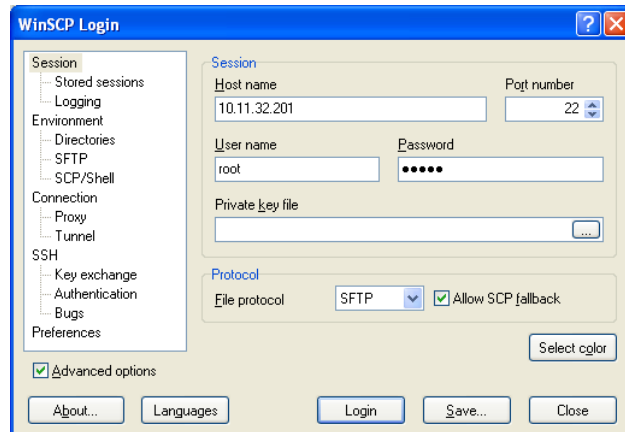 WinSCP Login
Session
Stored sessions
Logging
Environment
Directories
SFTP
SCP/Shell
Connection
Proxy
Tunnel
SSH
Key exchange
Authentication
Bugs
Preferences
Advanced options
Session
Host name Port number
10.11.32.201 22
User name Password
root •••••
Private key file
...
Protocol
File protocol SFTP Allow SCP fallback
Select color
About... Languages Login Save... Close